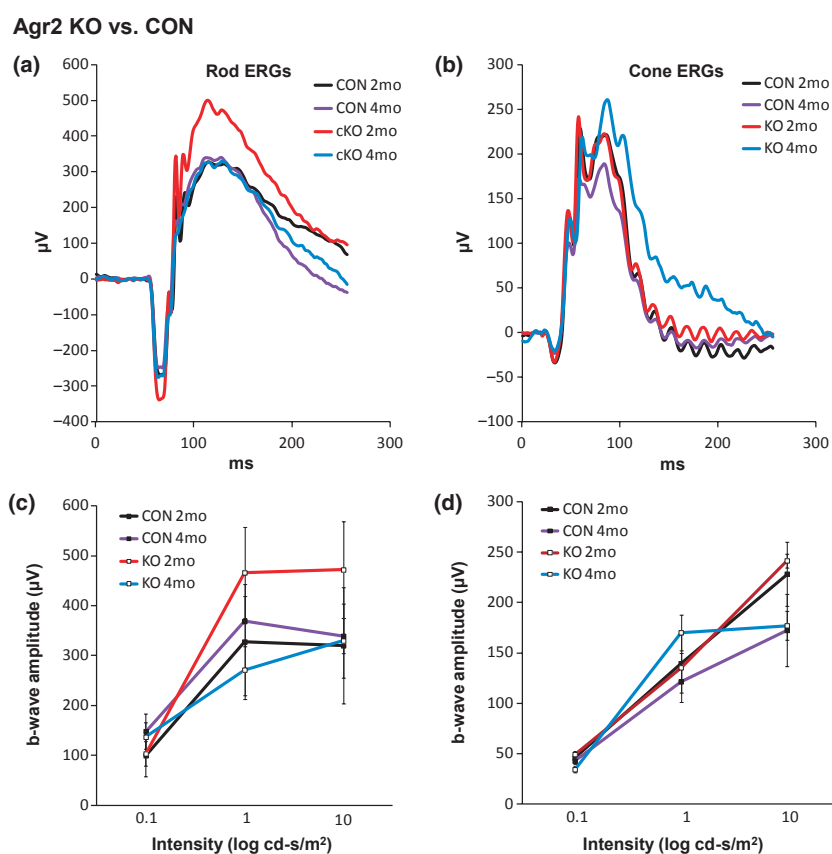 Agr2 KO vs. CON
(a)
Rod ERGs
CON 2mo
CON 4mo
cKO 2mo
cKO 4mo
600
500
400
300
200
100
0
−100
−200
−300
−400
µV
0
100
200
300
ms
(b)
Cone ERGs
CON 2mo
CON 4mo
KO 2mo
KO 4mo
300
250
200
150
100
50
0
−50
−100
µV
0
100
200
300
ms
(c)
CON 2mo
CON 4mo
KO 2mo
KO 4mo
600
500
400
300
200
100
0
b-wave amplitude (µV)
0.1
1
10
Intensity (log cd-s/m²)
(d)
CON 2mo
CON 4mo
KO 2mo
KO 4mo
300
250
200
150
100
50
0
b-wave amplitude (µV)
0.1
1
10
Intensity (log cd-s/m²)